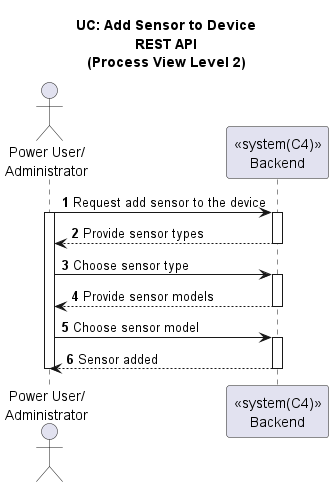 UC: Add Sensor to Device
REST API
(Process View Level 2)
Power User/
Administrator
«system(C4)»
Backend
1 Request add sensor to the device
2 Provide sensor types
3 Choose sensor type
4 Provide sensor models
5 Choose sensor model
6 Sensor added
Power User/
Administrator
«system(C4)»
Backend